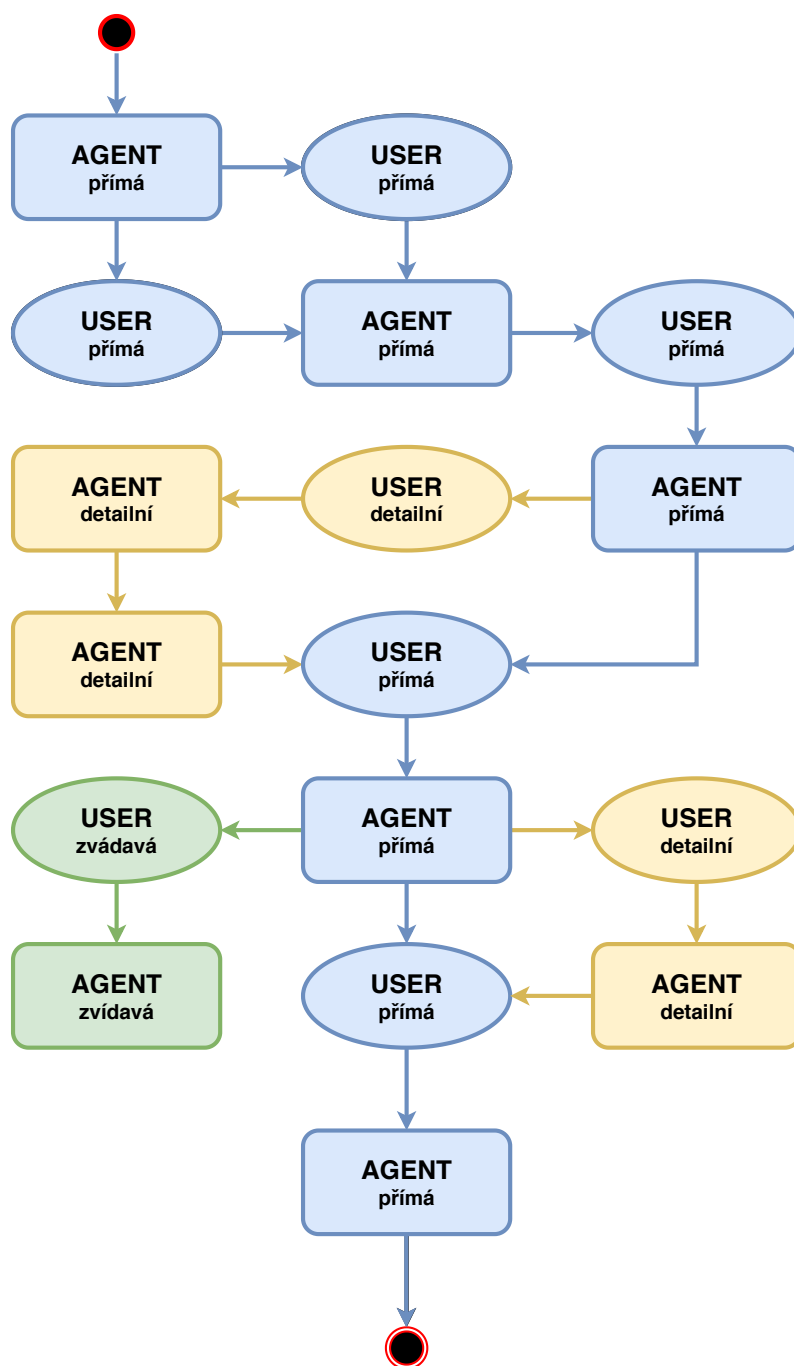 AGENT
přímá
USER
přímá
USER
přímá
AGENT
přímá
USER
přímá
AGENT
detailní
USER
detailní
AGENT
přímá
AGENT
detailní
USER
přímá
USER
zvádavá
AGENT
přímá
USER
detailní
AGENT
zvídavá
USER
přímá
AGENT
detailní
AGENT
přímá